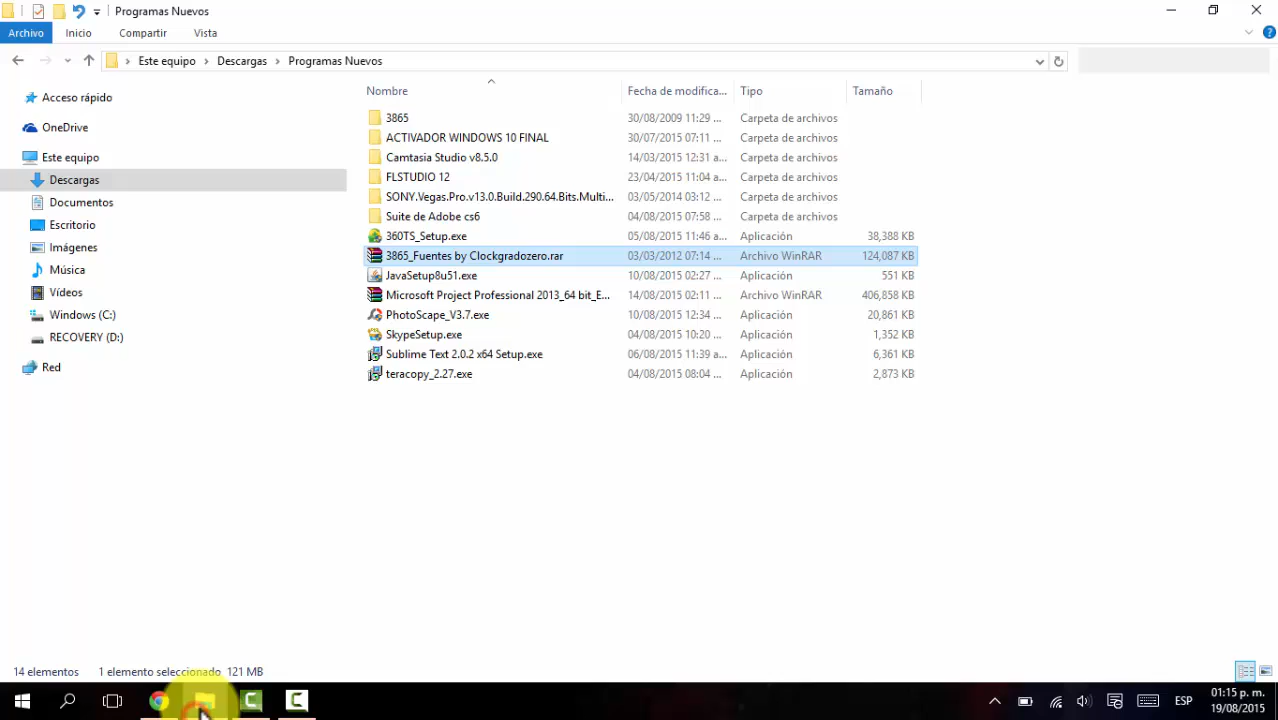 Programas Nuevos
Archivo Inicio Compartir Vista
Este equipo Descargas Programas Nuevos
Nombre Fecha de modifica... Tipo Tamaño
Acceso rápido
OneDrive
Este equipo
Descargas
Documentos
Escritorio
Imágenes
Música
Vídeos
Windows (C:)
RECOVERY (D:)
Red
3865 30/08/2009 11:29 ... Carpeta de archivos
ACTIVADOR WINDOWS 10 FINAL 30/07/2015 07:11 ... Carpeta de archivos
Camtasia Studio v8.5.0 14/03/2015 12:31 a... Carpeta de archivos
FLSTUDIO 12 23/04/2015 11:04 a... Carpeta de archivos
SONY.Vegas.Pro.v13.0.Build.290.64.Bits.Multi... 03/05/2014 03:12 ... Carpeta de archivos
Suite de Adobe cs6 04/08/2015 07:58 ... Carpeta de archivos
360TS_Setup.exe 05/08/2015 11:46 a... Aplicación 38,388 KB
3865_Fuentes by Clockgradozero.rar 03/03/2012 07:14 ... Archivo WinRAR 124,087 KB
JavaSetup8u51.exe 10/08/2015 02:27 ... Aplicación 551 KB
Microsoft Project Professional 2013_64 bit_E... 14/08/2015 02:11 ... Archivo WinRAR 406,858 KB
PhotoScape_V3.7.exe 10/08/2015 12:34 ... Aplicación 20,861 KB
SkypeSetup.exe 04/08/2015 10:20 ... Aplicación 1,352 KB
Sublime Text 2.0.2 x64 Setup.exe 06/08/2015 11:39 a... Aplicación 6,361 KB
teracopy_2.27.exe 04/08/2015 08:04 ... Aplicación 2,873 KB
14 elementos 1 elemento seleccionado 121 MB
ESP 01:15 p. m.
19/08/2015